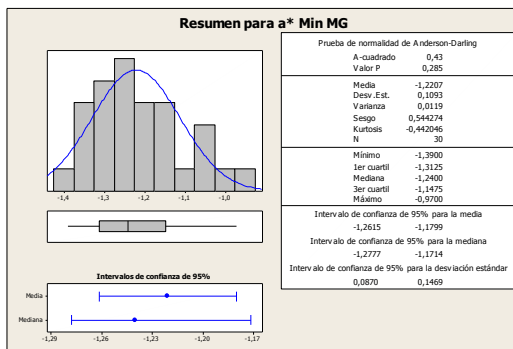 Resumen para a* Min MG
-1,4 -1,3 -1,2 -1,1 -1,0
Intervalos de confianza de 95%
Media
Mediana
-1,29 -1,26 -1,23 -1,20 -1,17
Prueba de normalidad de Anderson-Darling
A-cuadrado 0,43
Valor P 0,285
Media -1,2207
Desv.Est. 0,1093
Varianza 0,0119
Sesgo 0,544274
Kurtosis -0,442046
N 30
Mínimo -1,3900
1er cuartil -1,3125
Mediana -1,2400
3er cuartil -1,1475
Máximo -0,9700
Intervalo de confianza de 95% para la media
-1,2615 -1,1799
Intervalo de confianza de 95% para la mediana
-1,2777 -1,1714
Intervalo de confianza de 95% para la desviación estándar
0,0870 0,1469